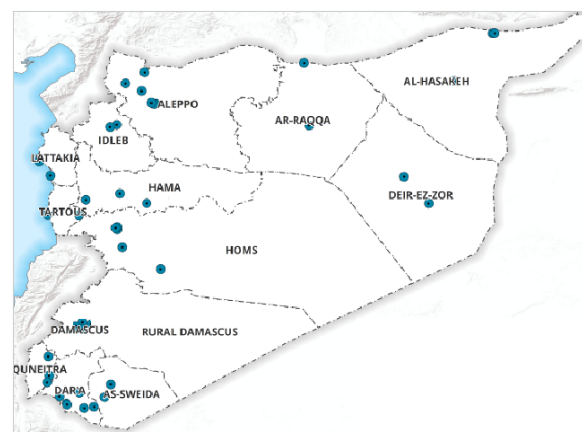 AL-HASAKEH
ALEPPO
AR-RAQQA
IDLEB
LATTAKIA
HAMA
DEIR-EZ-ZOR
TARTOUS
HOMS
DAMASCUS
RURAL DAMASCUS
QUNEITRA
DAR'A
AS-SWEIDA